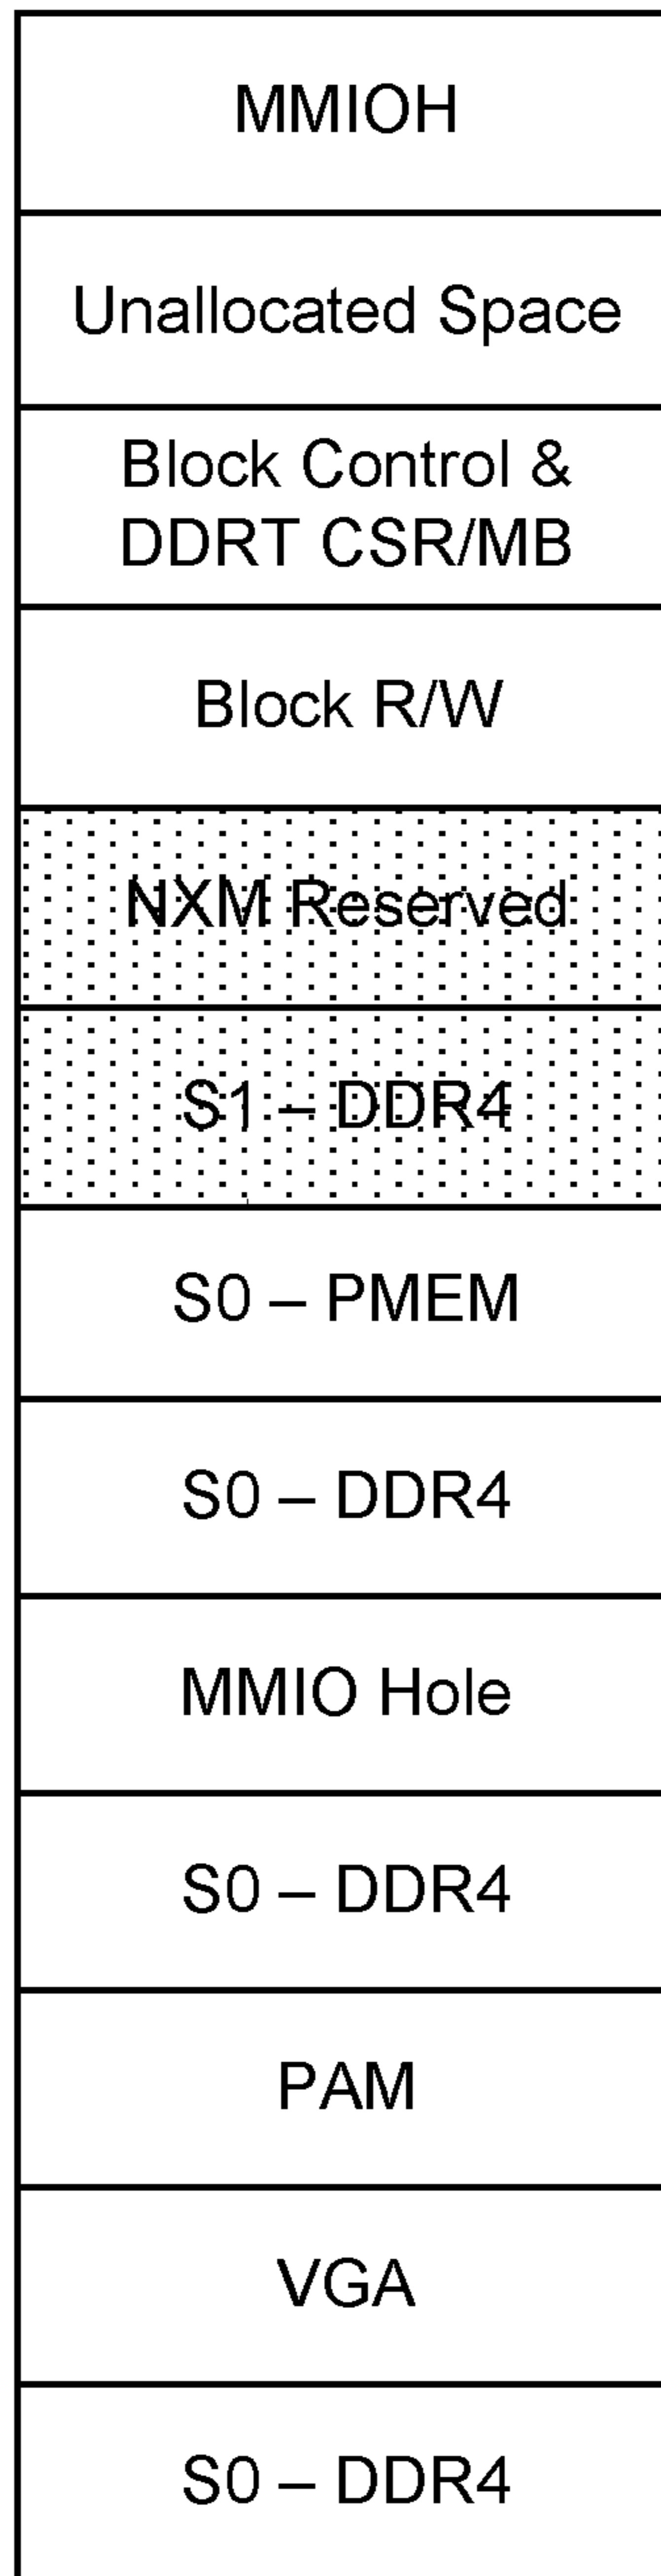 MMIOH
Unallocated Space
Block Control &
DDRT CSR/MB
Block R/W
NXM Reserved
S1 – DDR4
S0 – PMEM
S0 – DDR4
MMIO Hole
S0 – DDR4
PAM
VGA
S0 – DDR4